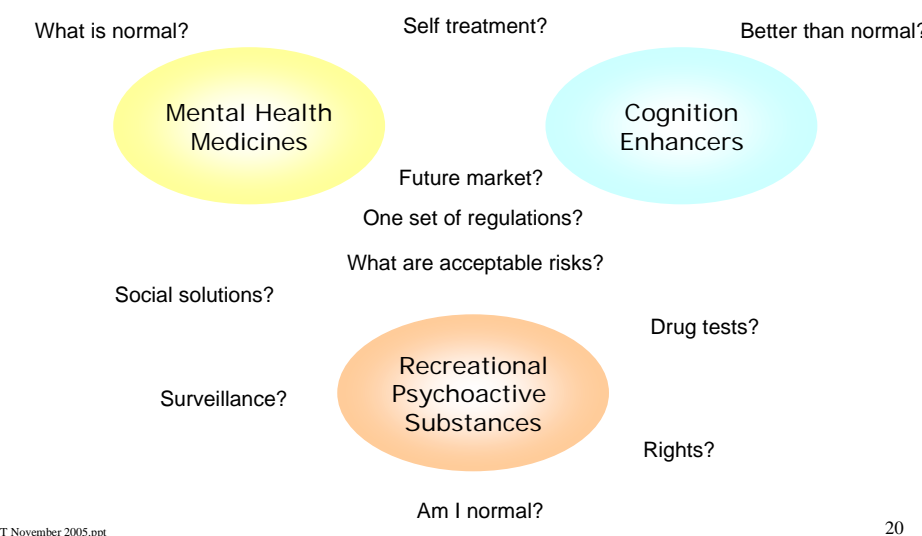 What is normal?
Self treatment?
Better than normal?
Mental Health
Medicines
Cognition
Enhancers
Future market?
One set of regulations?
What are acceptable risks?
Social solutions?
Drug tests?
Recreational
Psychoactive
Substances
Surveillance?
Rights?
Am I normal?
T November 2005.ppt
20